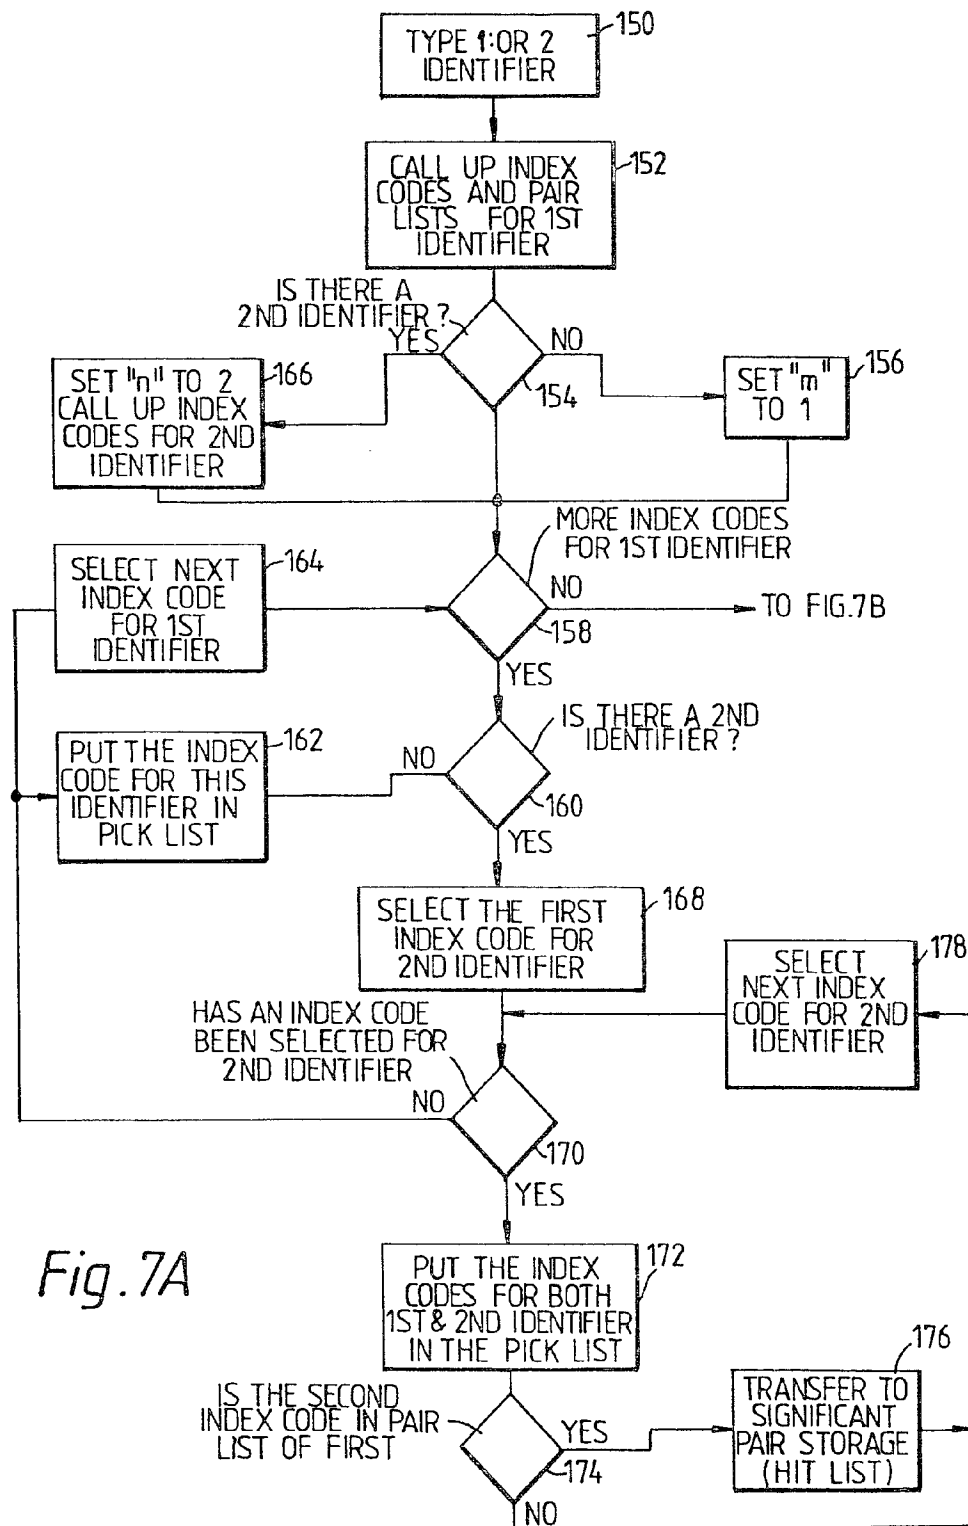 150
TYPE 1:OR 2
IDENTIFIER
152
CALL UP INDEX
CODES AND PAIR
LISTS FOR 1ST
IDENTIFIER
IS THERE A
2ND IDENTIFIER ?
YES
NO
154
156
SET "m"
TO 1
166
SET "n" TO 2
CALL UP INDEX
CODES FOR 2ND
IDENTIFIER
MORE INDEX CODES
FOR 1ST IDENTIFIER
164
SELECT NEXT
INDEX CODE
FOR 1ST
IDENTIFIER
NO
TO FIG.7B
158
YES
IS THERE A 2ND
IDENTIFIER ?
162
PUT THE INDEX
CODE FOR THIS
IDENTIFIER IN
PICK LIST
NO
160
YES
168
SELECT THE FIRST
INDEX CODE FOR
2ND IDENTIFIER
178
SELECT
NEXT INDEX
CODE FOR 2ND
IDENTIFIER
HAS AN INDEX CODE
BEEN SELECTED FOR
2ND IDENTIFIER
NO
170
YES
Fig. 7A
172
PUT THE INDEX
CODES FOR BOTH
1ST & 2ND IDENTIFIER
IN THE PICK LIST
176
TRANSFER TO
SIGNIFICANT
PAIR STORAGE
(HIT LIST)
IS THE SECOND
INDEX CODE IN PAIR
LIST OF FIRST
YES
174
NO